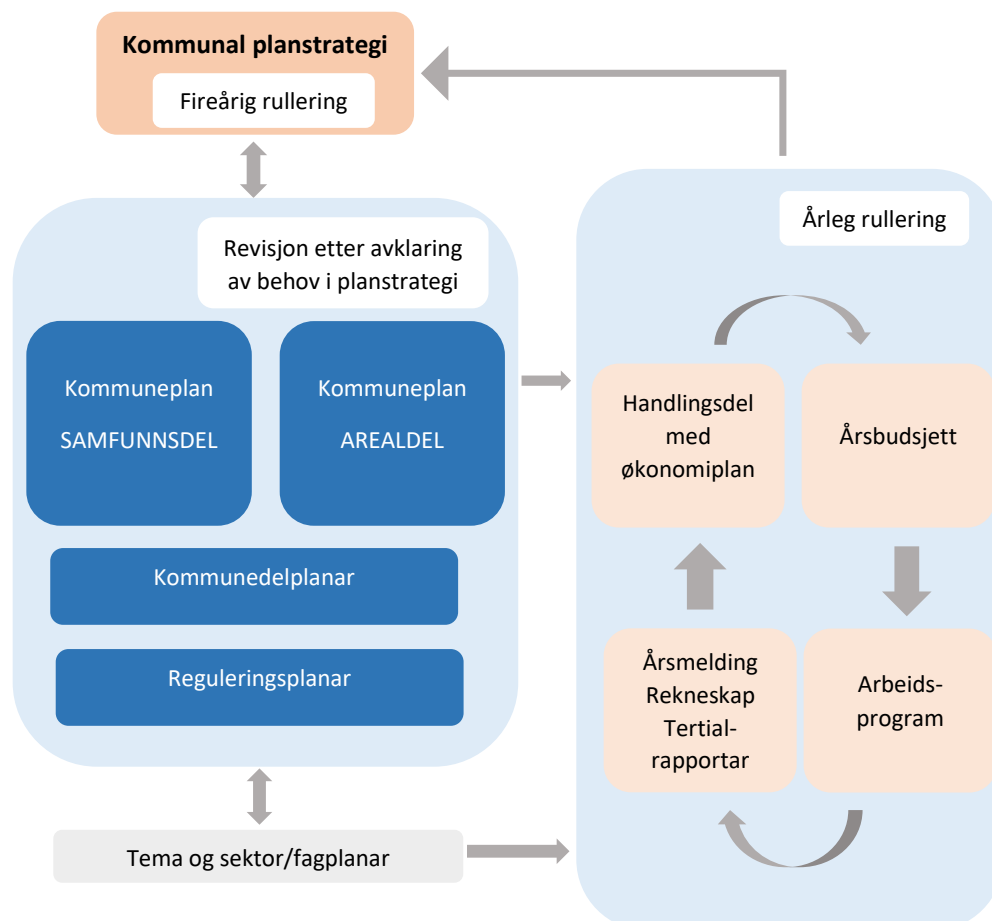 Kommunal planstrategi
Fireårig rullering
Revisjon etter avklaring
av behov i planstrategi
Kommuneplan
SAMFUNNSDEL
Kommuneplan
AREALDEL
Kommunedelplanar
Reguleringsplanar
Tema og sektor/fagplanar
Årleg rullering
Handlingsdel
med
økonomiplan
Årsbudsjett
Årsmelding
Rekneskap
Tertial-
rapportar
Arbeids-
program